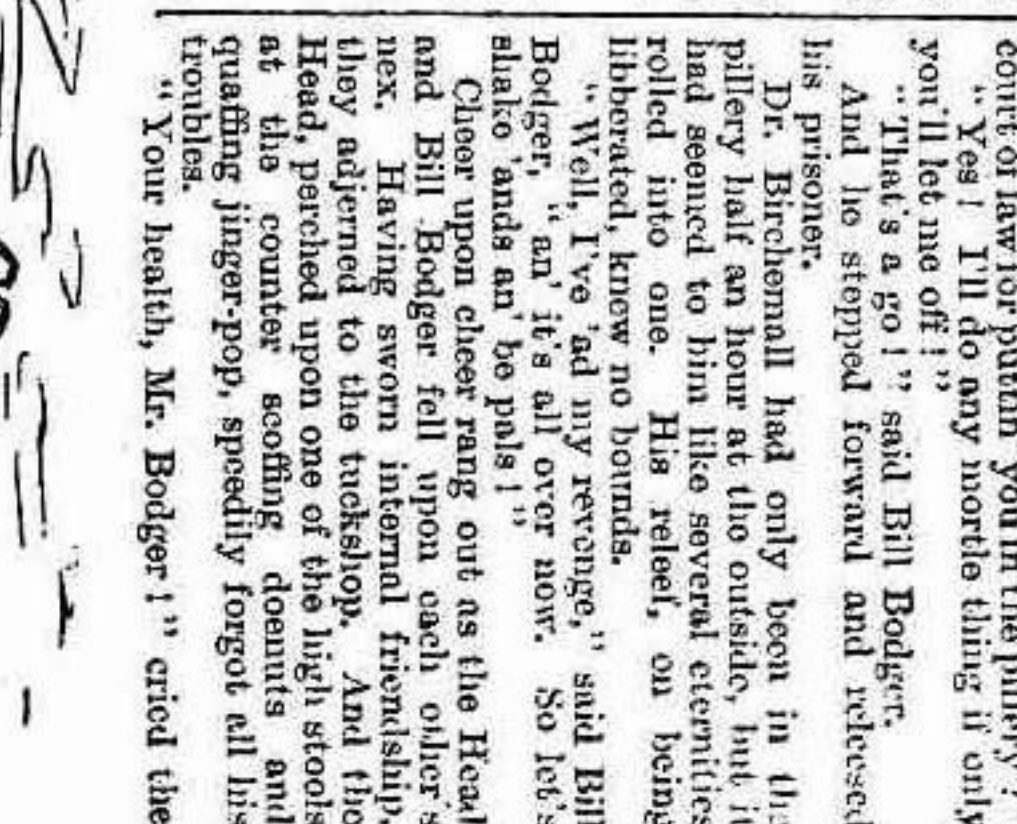 court of law for puttin' you in the pillery?"
"Yes! I'll do any morthe thing if only
you'll let me off!"
"That's a go!" said Bill Bodger.
And he stepped forward and releesed
his prisoner.
Dr. Birchemall had only been in the
pillery half an hour at the outside, but it
had seemed to him like several eternities
rolled into one. His releef, on being
libberated, knew no bounds.
"Well, I've 'ad my revenge," said Bill
Bodger, "an' it's all over now. So let's
shake 'ands an' be pals!"
Cheer upon cheer rang out as the Head
and Bill Bodger fell upon each other's
nex. Having sworn internal friendship,
they adjerned to the tuckshop. And the
Head, perched upon one of the high stools
at the counter scoffing doenuts and
quaffing jinger-pop, speedily forgot all his
troubles.
"Your health, Mr. Bodger!" cried the